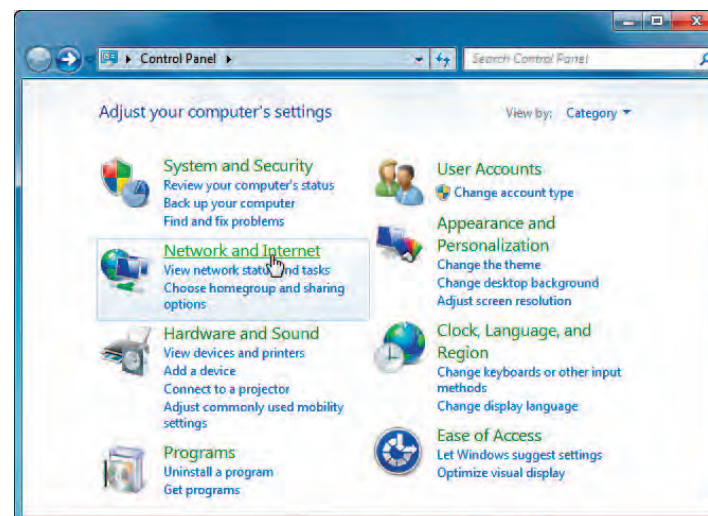 Control Panel
Search Control Panel
Adjust your computer's settings
View by: Category
System and Security
Review your computer's status
Back up your computer
Find and fix problems
Network and Internet
View network status and tasks
Choose homegroup and sharing
options
Hardware and Sound
View devices and printers
Add a device
Connect to a projector
Adjust commonly used mobility
settings
Programs
Uninstall a program
Get programs
User Accounts
Change account type
Appearance and
Personalization
Change the theme
Change desktop background
Adjust screen resolution
Clock, Language, and
Region
Change keyboards or other input
methods
Change display language
Ease of Access
Let Windows suggest settings
Optimize visual display